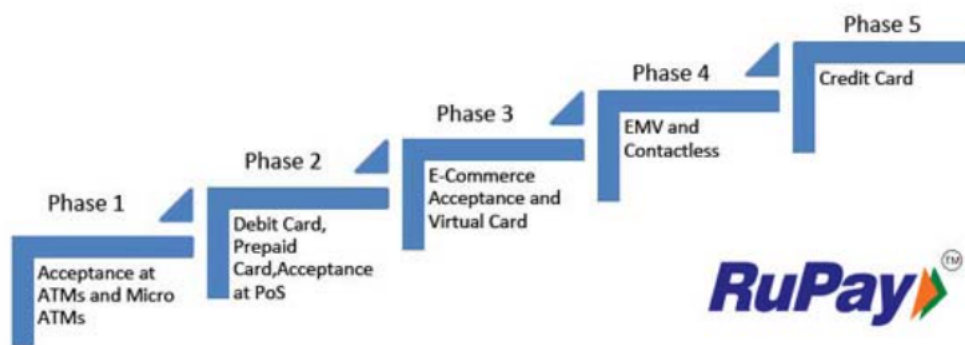 Phase 1
Acceptance at
ATMs and Micro
ATMs
Phase 2
Debit Card,
Prepaid
Card,Acceptance
at PoS
Phase 3
E-Commerce
Acceptance and
Virtual Card
Phase 4
EMV and
Contactless
Phase 5
Credit Card
RuPay TM